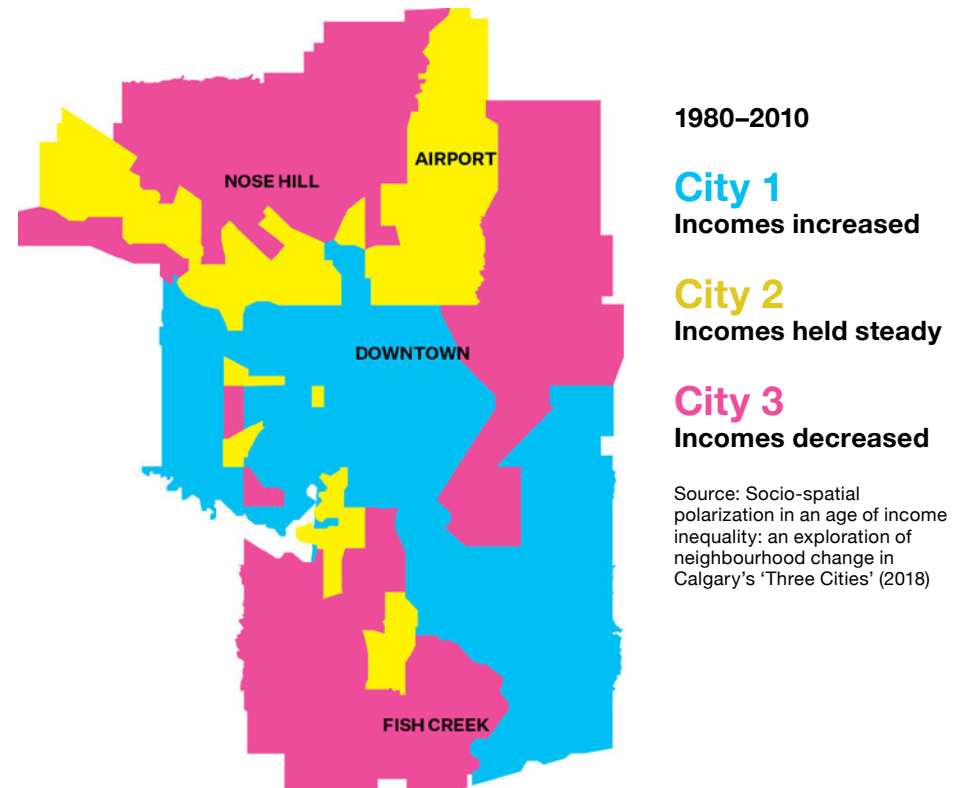 1980–2010
City 1
Incomes increased
City 2
Incomes held steady
City 3
Incomes decreased
Source: Socio-spatial
polarization in an age of income
inequality: an exploration of
neighbourhood change in
Calgary’s ‘Three Cities’ (2018)
AIRPORT
NOSE HILL
DOWNTOWN
FISH CREEK